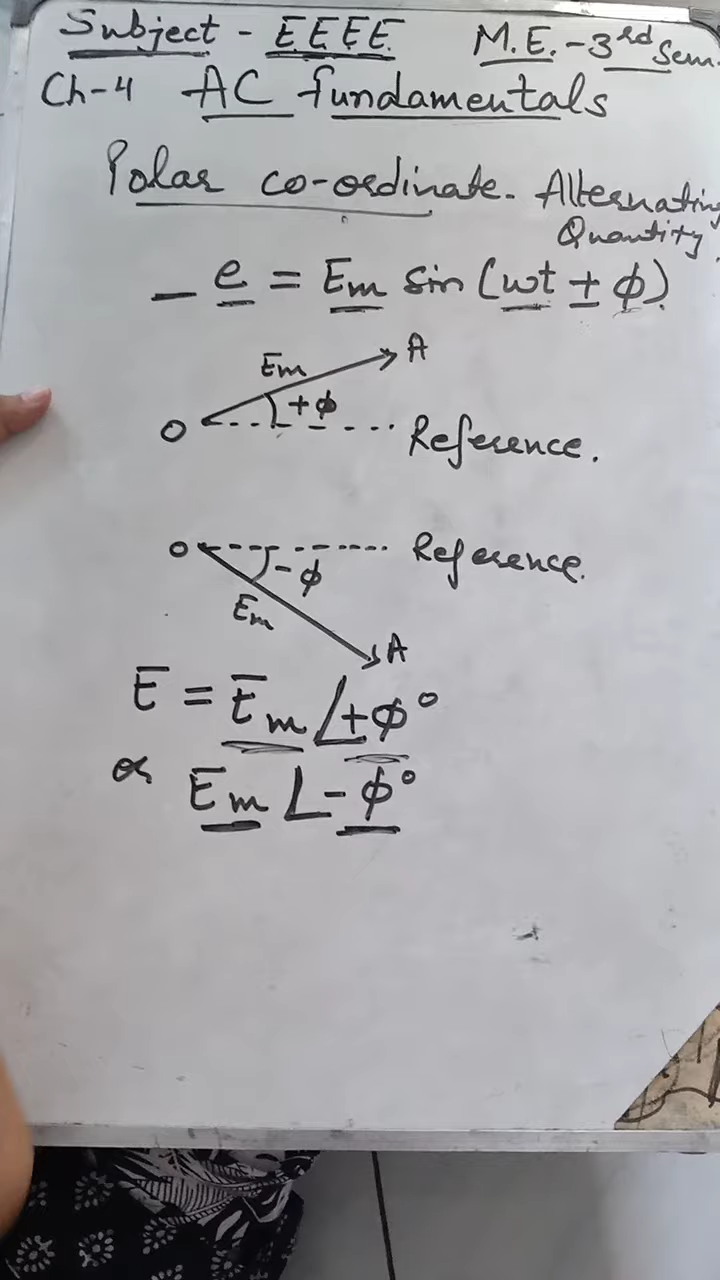 Subject - EEEE M.E.-3rd Sem.
Ch-4 AC fundamentals
Polar co-ordinate. Alternating
Quantity.
e = Em sin (wt ± φ)
Em A
+φ
O Reference.
O Reference.
-φ
Em
A
E = Em ∠+φ°
or Em ∠-φ°